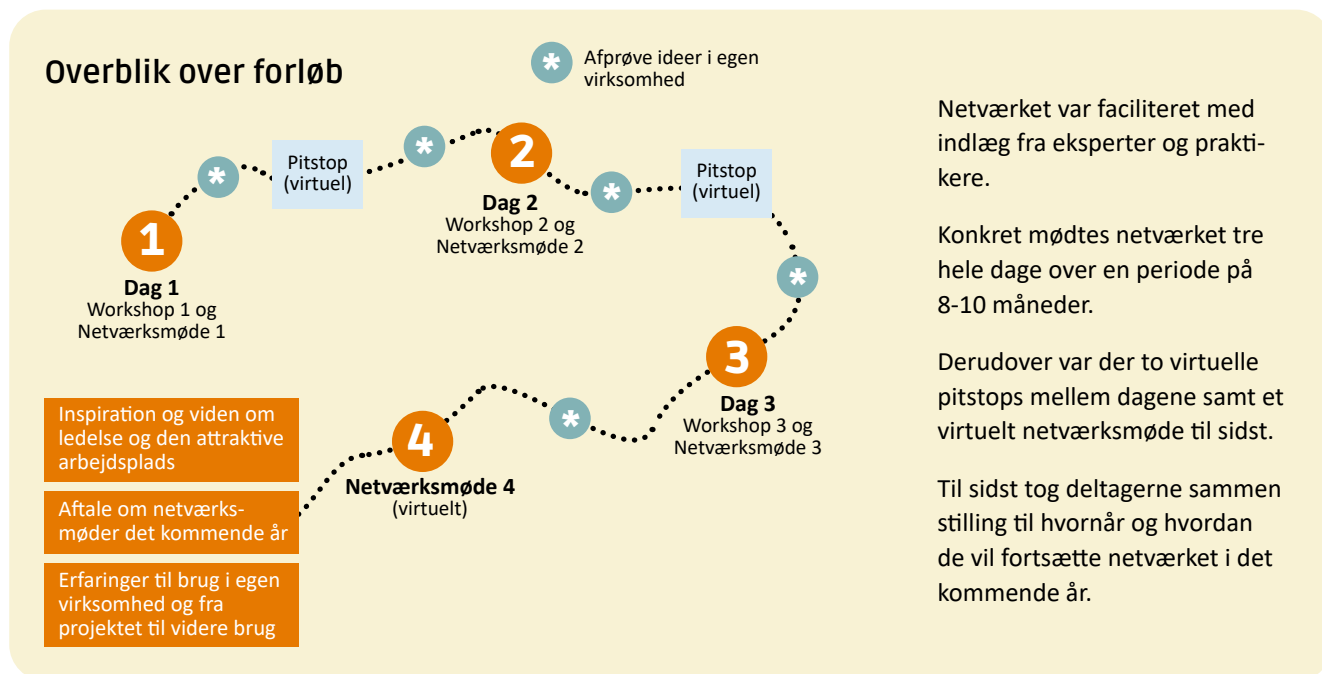 Overblik over forløb
*
Afprøve ideer i egen
virksomhed
1
Dag 1
Workshop 1 og
Netværksmøde 1
*
Pitstop
(virtuel)
*
2
Dag 2
Workshop 2 og
Netværksmøde 2
*
Pitstop
(virtuel)
*
3
Dag 3
Workshop 3 og
Netværksmøde 3
*
4
Netværksmøde 4
(virtuelt)
Inspiration og viden om
ledelse og den attraktive
arbejdsplads
Aftale om netværks-
møder det kommende år
Erfaringer til brug i egen
virksomhed og fra
projektet til videre brug
Netværket var faciliteret med
indlæg fra eksperter og prakti-
kere.
Konkret mødtes netværket tre
hele dage over en periode på
8-10 måneder.
Derudover var der to virtuelle
pitstops mellem dagene samt et
virtuelt netværksmøde til sidst.
Til sidst tog deltagerne sammen
stilling til hvornår og hvordan
de vil fortsætte netværket i det
kommende år.